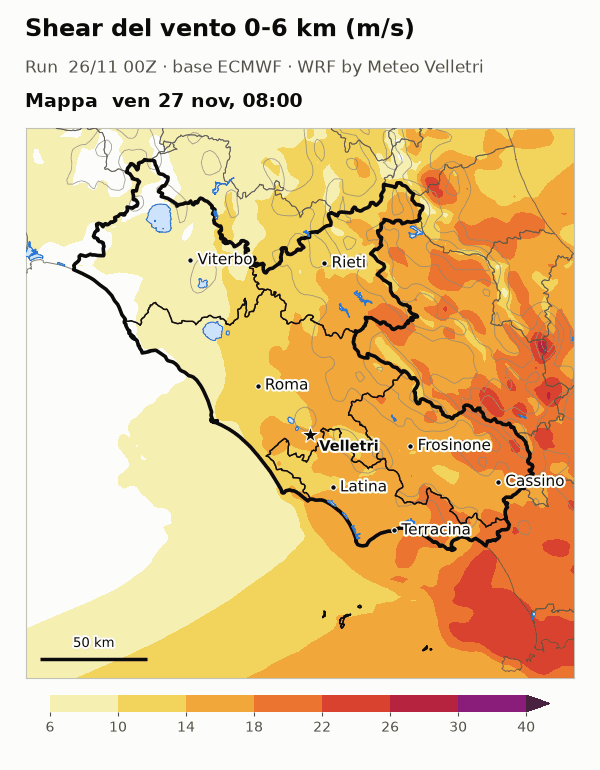 Shear del vento 0-6 km (m/s)
Run  26/11 00Z · base ECMWF · WRF by Meteo Velletri
Mappa  ven 27 nov, 08:00
Viterbo
Rieti
Roma
Velletri
Frosinone
Latina
Cassino
Terracina
50 km
6 10 14 18 22 26 30 40